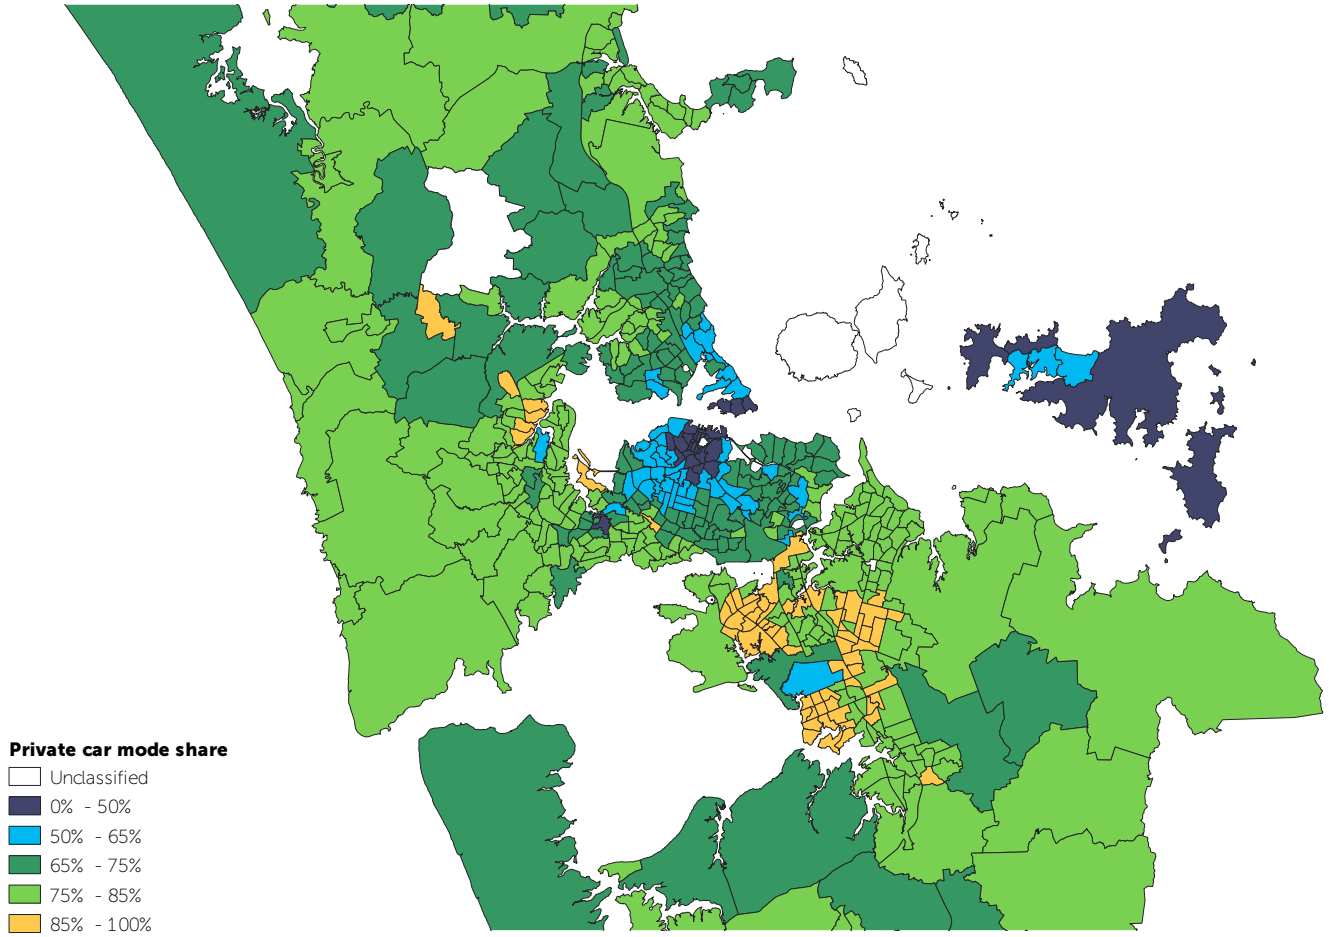 Private car mode share
Unclassified
0% - 50%
50% - 65%
65% - 75%
75% - 85%
85% - 100%